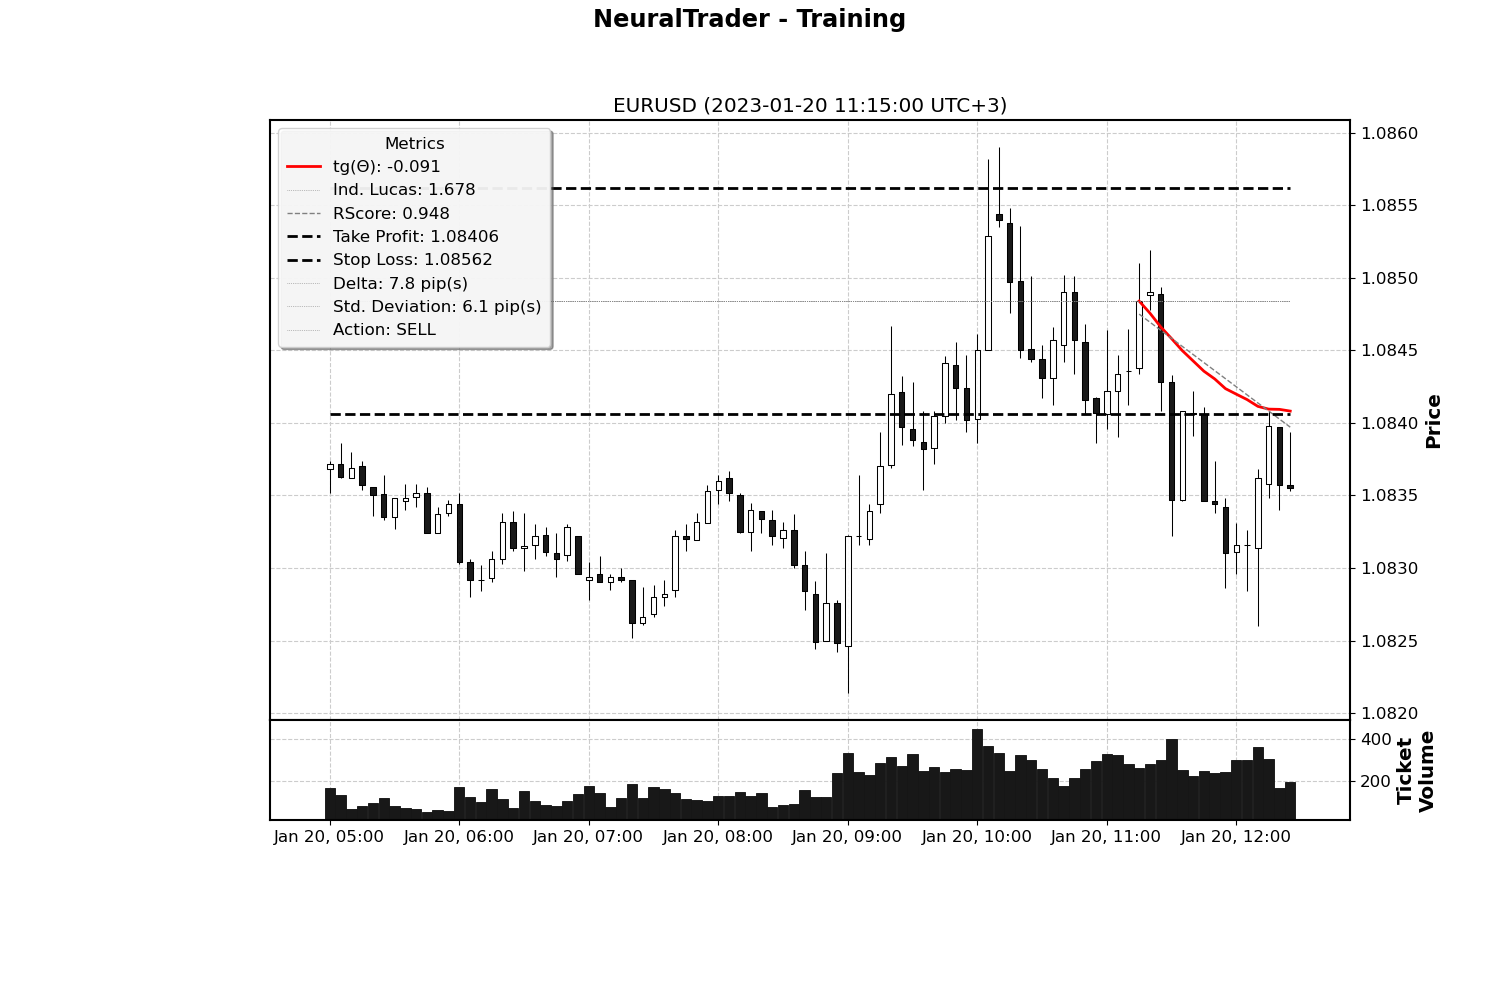 NeuralTrader - Training
EURUSD (2023-01-20 11:15:00 UTC+3)
Metrics
tg(Θ): -0.091
Ind. Lucas: 1.678
RScore: 0.948
Take Profit: 1.08406
Stop Loss: 1.08562
Delta: 7.8 pip(s)
Std. Deviation: 6.1 pip(s)
Action: SELL
1.0860
1.0855
1.0850
1.0845
1.0840
1.0835
1.0830
1.0825
1.0820
Price
400
200
Ticket
Volume
Jan 20, 05:00 Jan 20, 06:00 Jan 20, 07:00 Jan 20, 08:00 Jan 20, 09:00 Jan 20, 10:00 Jan 20, 11:00 Jan 20, 12:00